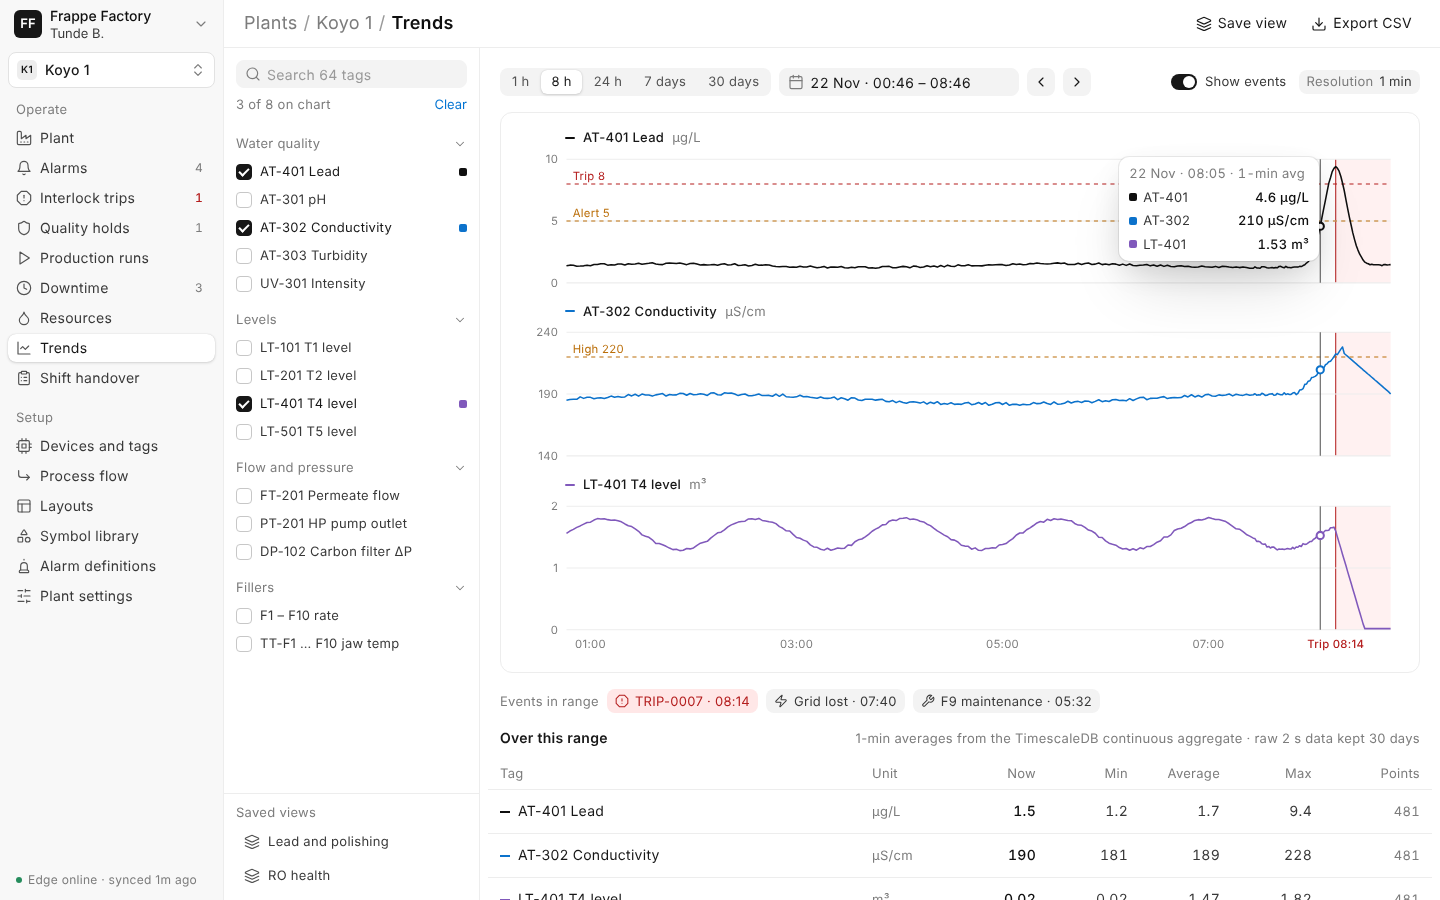 FF
Frappe Factory
Tunde B.
K1 Koyo 1
Operate
Plant
Alarms 4
Interlock trips 1
Quality holds 1
Production runs
Downtime 3
Resources
Trends
Shift handover
Setup
Devices and tags
Process flow
Layouts
Symbol library
Alarm definitions
Plant settings
Edge online · synced 1m ago
Plants / Koyo 1 / Trends
Save view
Export CSV
Search 64 tags
3 of 8 on chart Clear
Water quality
AT-401 Lead
AT-301 pH
AT-302 Conductivity
AT-303 Turbidity
UV-301 Intensity
Levels
LT-101 T1 level
LT-201 T2 level
LT-401 T4 level
LT-501 T5 level
Flow and pressure
FT-201 Permeate flow
PT-201 HP pump outlet
DP-102 Carbon filter ΔP
Fillers
F1 – F10 rate
TT-F1 … F10 jaw temp
Saved views
Lead and polishing
RO health
1 h 8 h 24 h 7 days 30 days
22 Nov · 00:46 – 08:46
Show events
Resolution 1 min
AT-401 Lead µg/L
10
Trip 8
Alert 5
5
0
22 Nov · 08:05 · 1-min avg
AT-401 4.6 µg/L
AT-302 210 µS/cm
LT-401 1.53 m³
AT-302 Conductivity µS/cm
240
High 220
190
140
LT-401 T4 level m³
2
1
0
01:00 03:00 05:00 07:00 Trip 08:14
Events in range
TRIP-0007 · 08:14
Grid lost · 07:40
F9 maintenance · 05:32
Over this range
1-min averages from the TimescaleDB continuous aggregate · raw 2 s data kept 30 days
Tag Unit Now Min Average Max Points
AT-401 Lead µg/L 1.5 1.2 1.7 9.4 481
AT-302 Conductivity µS/cm 190 181 189 228 481
LT-401 T4 level m³ 0.02 0.02 1.47 1.82 481